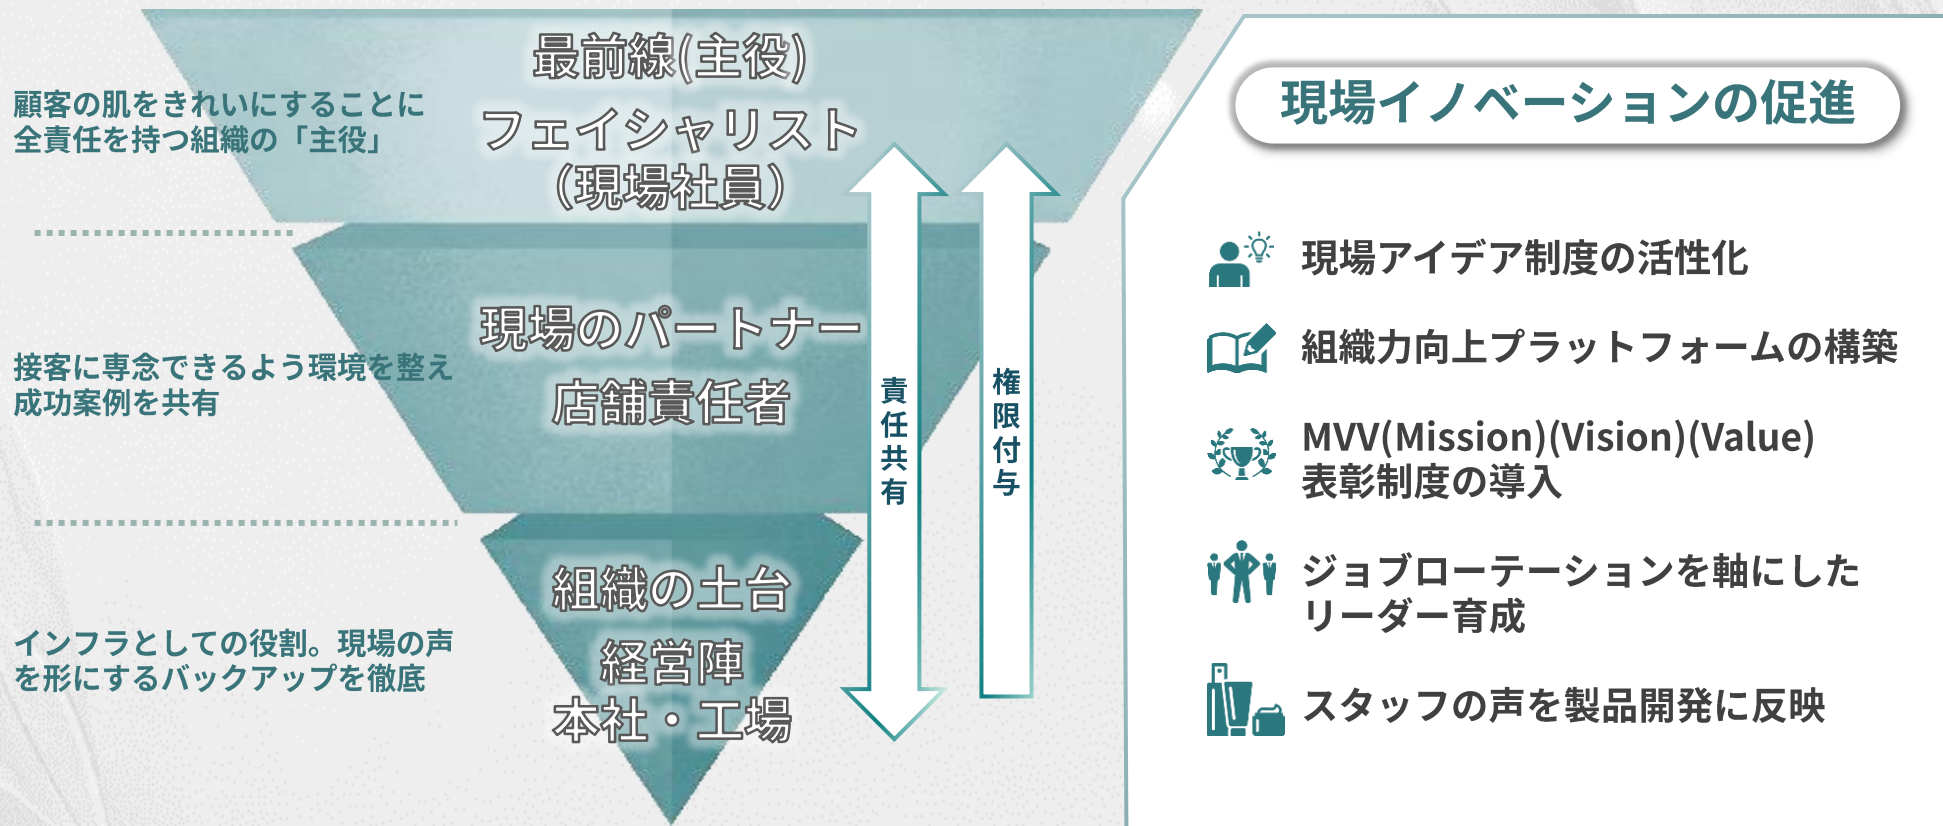 最前線(主役)
フェイシャリスト
（現場社員）
顧客の肌をきれいにすることに
全責任を持つ組織の「主役」
現場のパートナー
店舗責任者
接客に専念できるよう環境を整え
成功案例を共有
組織の土台
経営陣
本社・工場
インフラとしての役割。現場の声
を形にするバックアップを徹底
責任共有
権限付与
現場イノベーションの促進
現場アイデア制度の活性化
組織力向上プラットフォームの構築
MVV(Mission)(Vision)(Value)
表彰制度の導入
ジョブローテーションを軸にした
リーダー育成
スタッフの声を製品開発に反映